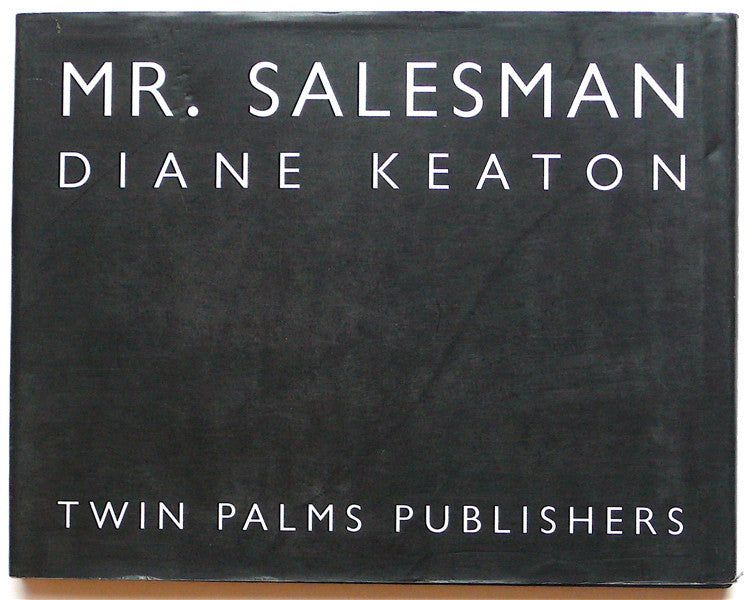 MR. SALESMAN
DIANE KEATON
TWIN PALMS PUBLISHERS